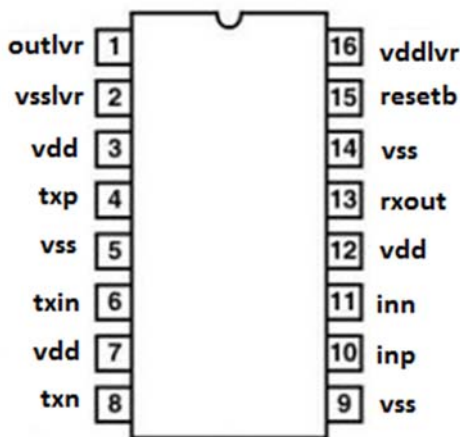 outlvr 1 16 vddlvr
vsslvr 2 15 resetb
vdd 3 14 vss
txp 4 13 rxout
vss 5 12 vdd
txin 6 11 inn
vdd 7 10 inp
txn 8 9 vss